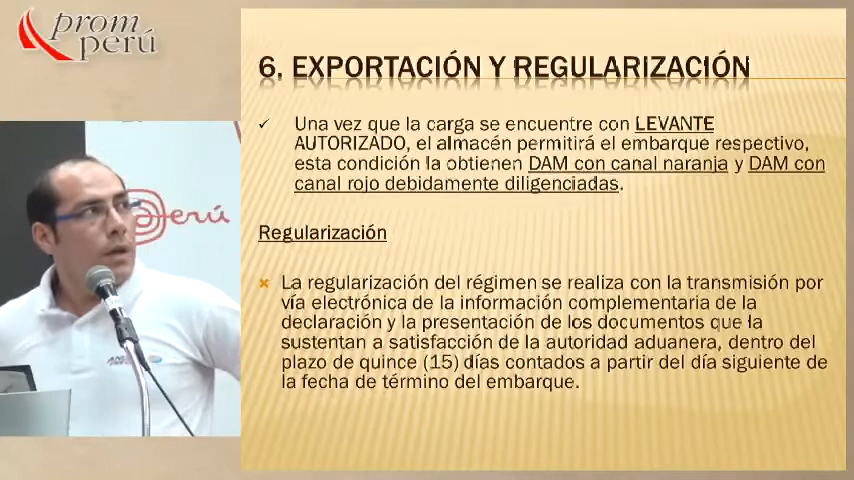 prom
perú
6. EXPORTACIÓN Y REGULARIZACIÓN
✓ Una vez que la carga se encuentre con LEVANTE
AUTORIZADO, el almacén permitirá el embarque respectivo,
esta condición la obtienen DAM con canal naranja y DAM con
canal rojo debidamente diligenciadas.
Regularización
La regularización del régimen se realiza con la transmisión por
vía electrónica de la información complementaria de la
declaración y la presentación de los documentos que la
sustentan a satisfacción de la autoridad aduanera, dentro del
plazo de quince (15) días contados a partir del día siguiente de
la fecha de término del embarque.
erú